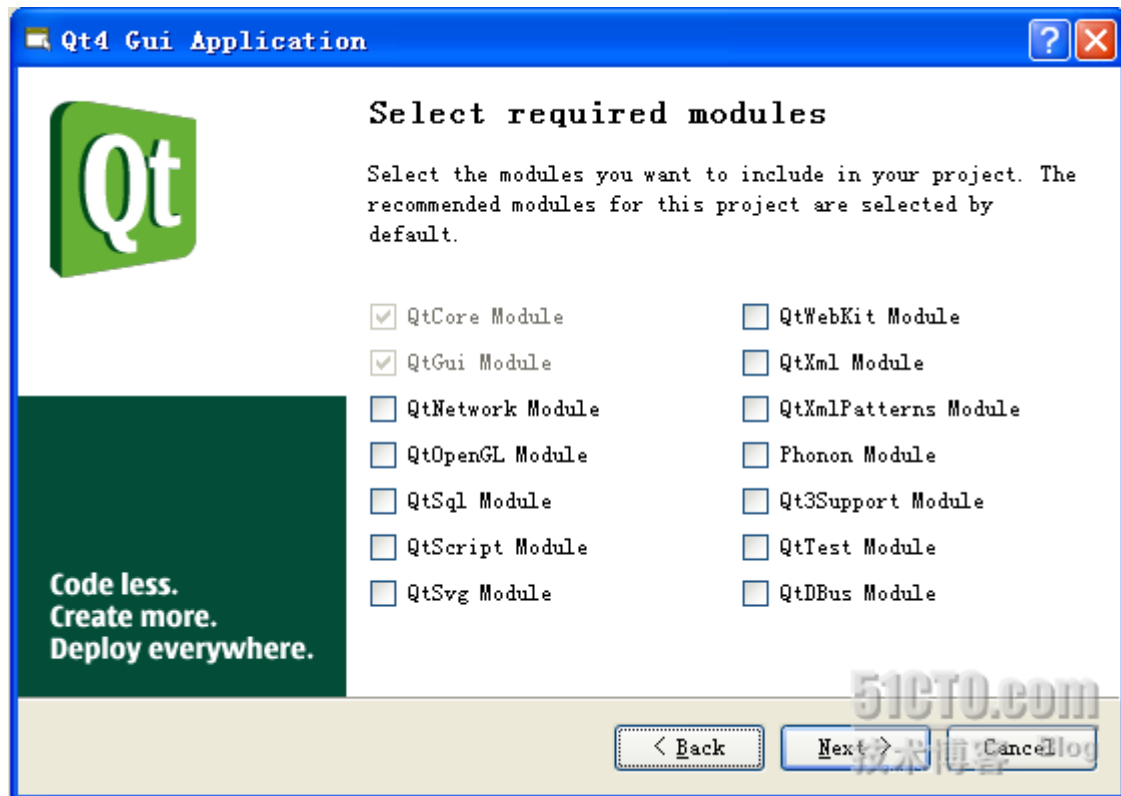 Qt4 Gui Application
Qt
Select required modules
Select the modules you want to include in your project. The
recommended modules for this project are selected by
default.
QtCore Module
QtWebKit Module
QtGui Module
QtXml Module
QtNetwork Module
QtXmlPatterns Module
QtOpenGL Module
Phonon Module
QtSql Module
Qt3Support Module
QtScript Module
QtTest Module
QtSvg Module
QtDBus Module
Code less.
Create more.
Deploy everywhere.
51CTO.com
< Back
Next >
Cancel
技术博客 Blog